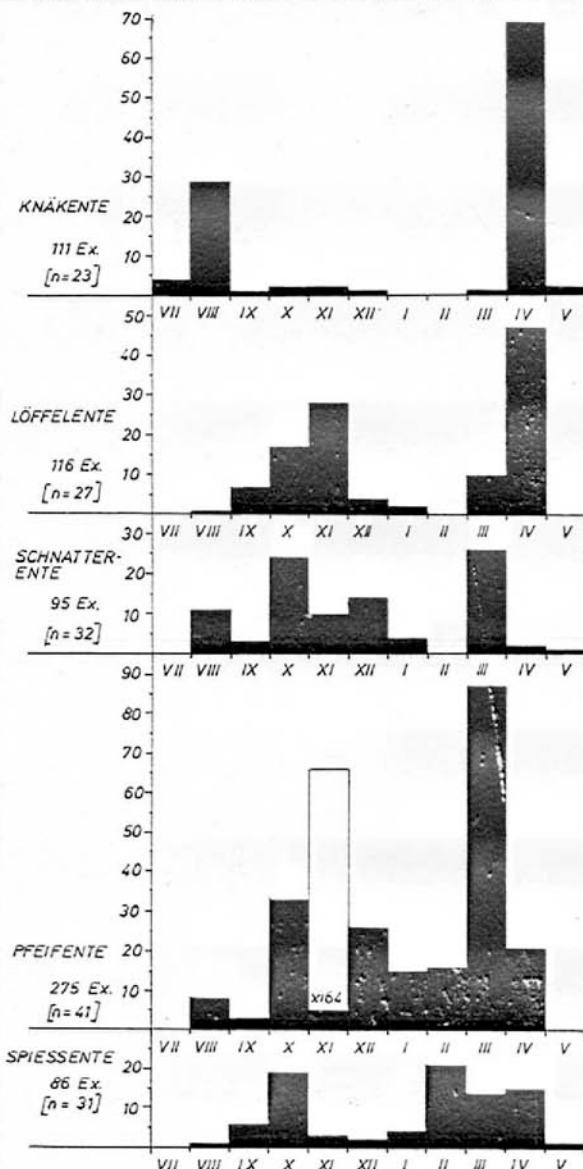 70
60
50
40
30
20
10
KNÄKENTE
111 Ex.
[n=23]
VII VIII IX X XI XII I II III IV V
50
40
30
20
10
LÖFFELENTE
116 Ex.
[n=27]
VII VIII IX X XI XII I II III IV V
30
20
10
SCHNATTER-
ENTE
95 Ex.
[n=32]
VII VIII IX X XI XII I II III IV V
90
80
70
60
50
40
30
20
10
PFEIFENTE
275 Ex.
[n=41]
XI64
VII VIII IX X XI XII I II III IV V
20
10
SPIESSENTE
86 Ex.
[n=31]
VII VIII IX X XI XII I II III IV V